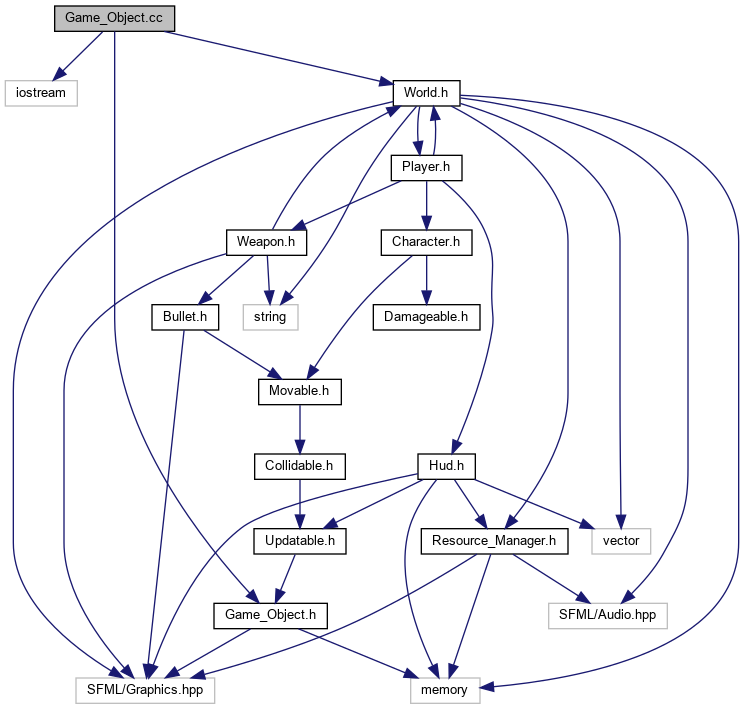 Game_Object.cc
iostream
World.h
Player.h
Weapon.h
Character.h
Bullet.h
string
Damageable.h
Movable.h
Collidable.h
Hud.h
Updatable.h
Resource_Manager.h
vector
Game_Object.h
SFML/Audio.hpp
SFML/Graphics.hpp
memory